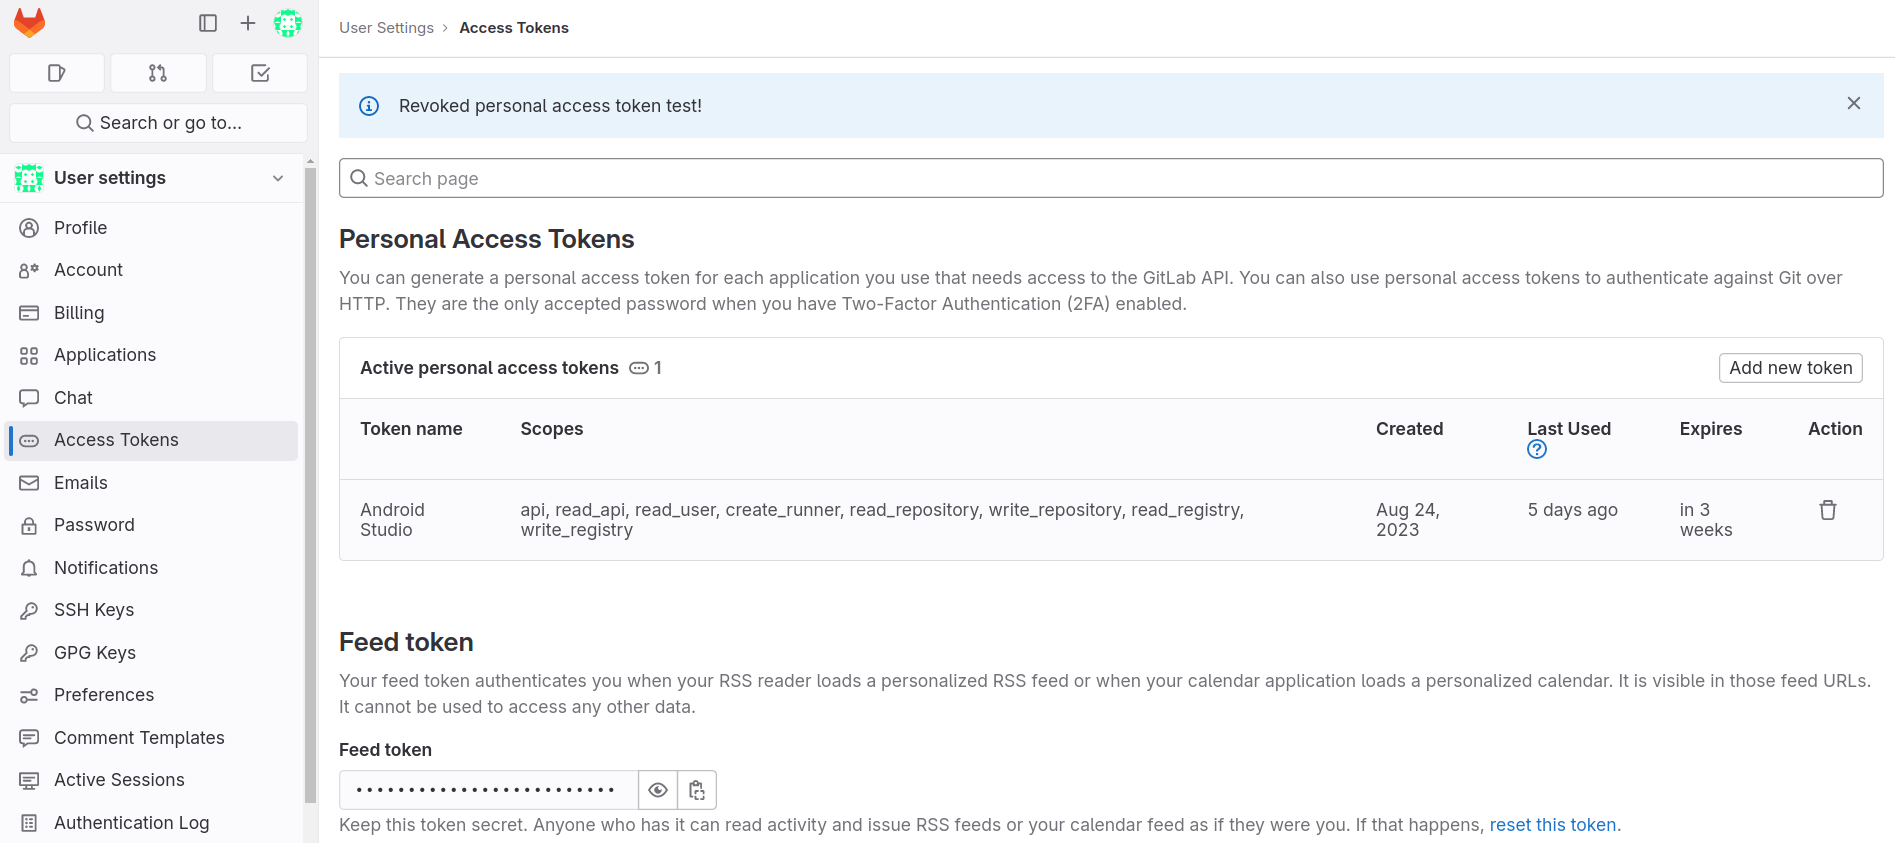 User Settings › Access Tokens
Search or go to...
User settings
Profile
Account
Billing
Applications
Chat
Access Tokens
Emails
Password
Notifications
SSH Keys
GPG Keys
Preferences
Comment Templates
Active Sessions
Authentication Log
Revoked personal access token test!
Search page
Personal Access Tokens
You can generate a personal access token for each application you use that needs access to the GitLab API. You can also use personal access tokens to authenticate against Git over
HTTP. They are the only accepted password when you have Two-Factor Authentication (2FA) enabled.
Active personal access tokens 1
Add new token
Token name Scopes Created Last Used Expires Action
Android api, read_api, read_user, create_runner, read_repository, write_repository, read_registry, Aug 24, 5 days ago in 3
Studio write_registry 2023 weeks
Feed token
Your feed token authenticates you when your RSS reader loads a personalized RSS feed or when your calendar application loads a personalized calendar. It is visible in those feed URLs.
It cannot be used to access any other data.
Feed token
•••••••••••••••••••••••••
Keep this token secret. Anyone who has it can read activity and issue RSS feeds or your calendar feed as if they were you. If that happens, reset this token.